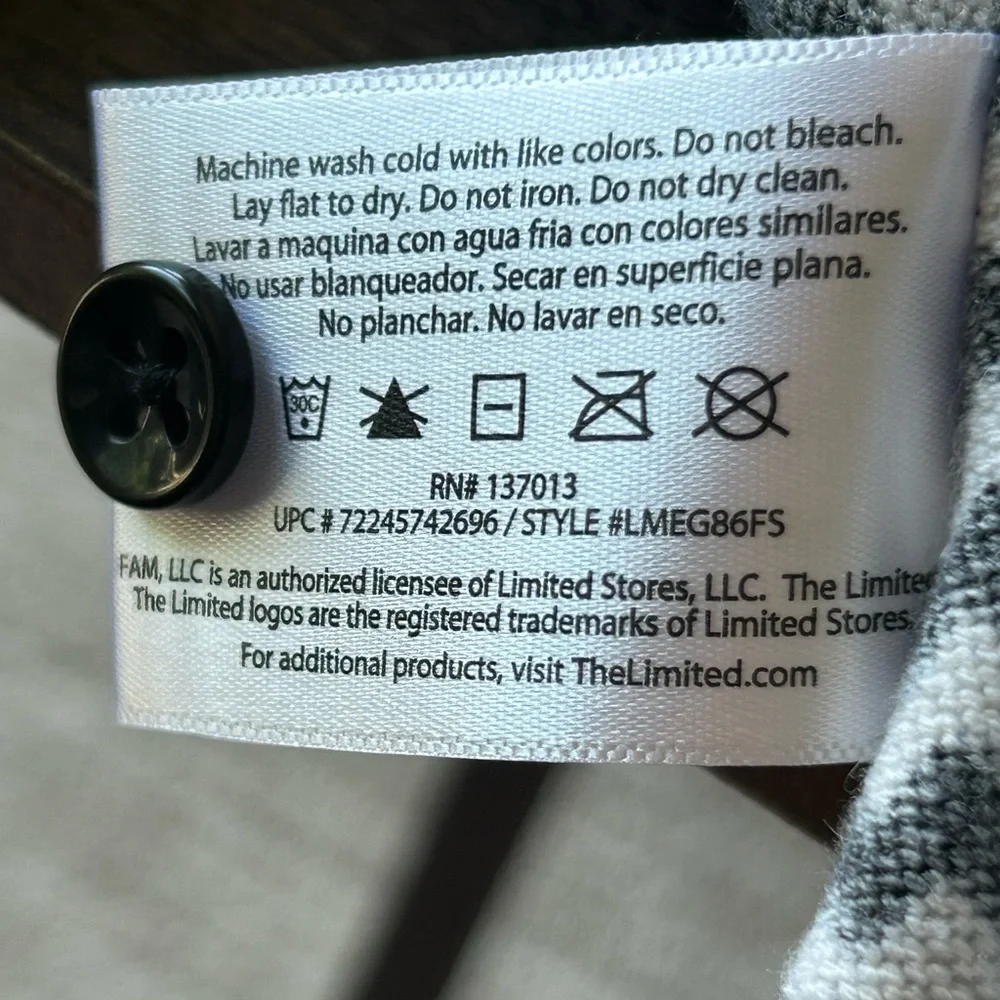 Machine wash cold with like colors. Do not bleach.
Lay flat to dry. Do not iron. Do not dry clean.
Lavar a maquina con agua fria con colores similares.
No usar blanqueador. Secar en superficie plana.
No planchar. No lavar en seco.
30C
RN# 137013
UPC # 72245742696 / STYLE #LMEG86FS
FAM, LLC is an authorized licensee of Limited Stores, LLC. The Limited
The Limited logos are the registered trademarks of Limited Stores.
For additional products, visit TheLimited.com